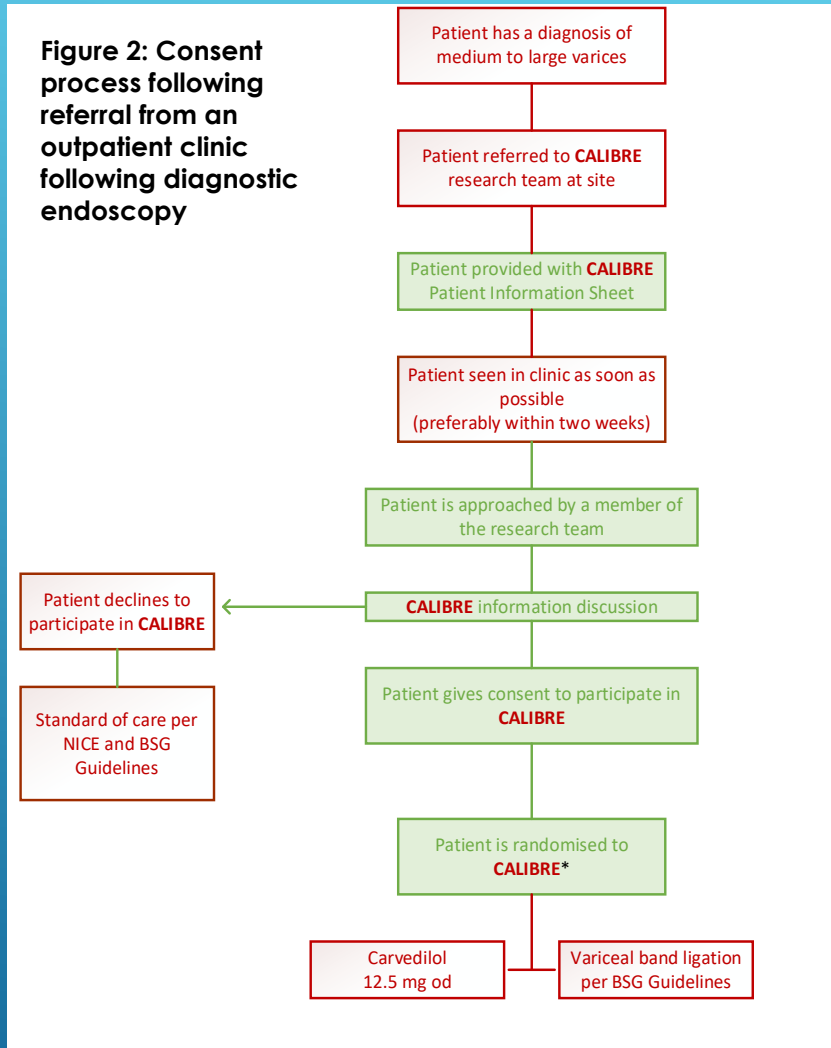 Figure 2: Consent
process following
referral from an
outpatient clinic
following diagnostic
endoscopy
Patient has a diagnosis of
medium to large varices
Patient referred to CALIBRE
research team at site
Patient provided with CALIBRE
Patient Information Sheet
Patient seen in clinic as soon as
possible
(preferably within two weeks)
Patient is approached by a member of
the research team
CALIBRE information discussion
Patient declines to
participate in CALIBRE
Standard of care per
NICE and BSG
Guidelines
Patient gives consent to participate in
CALIBRE
Patient is randomised to
CALIBRE*
Carvedilol
12.5 mg od
Variceal band ligation
per BSG Guidelines